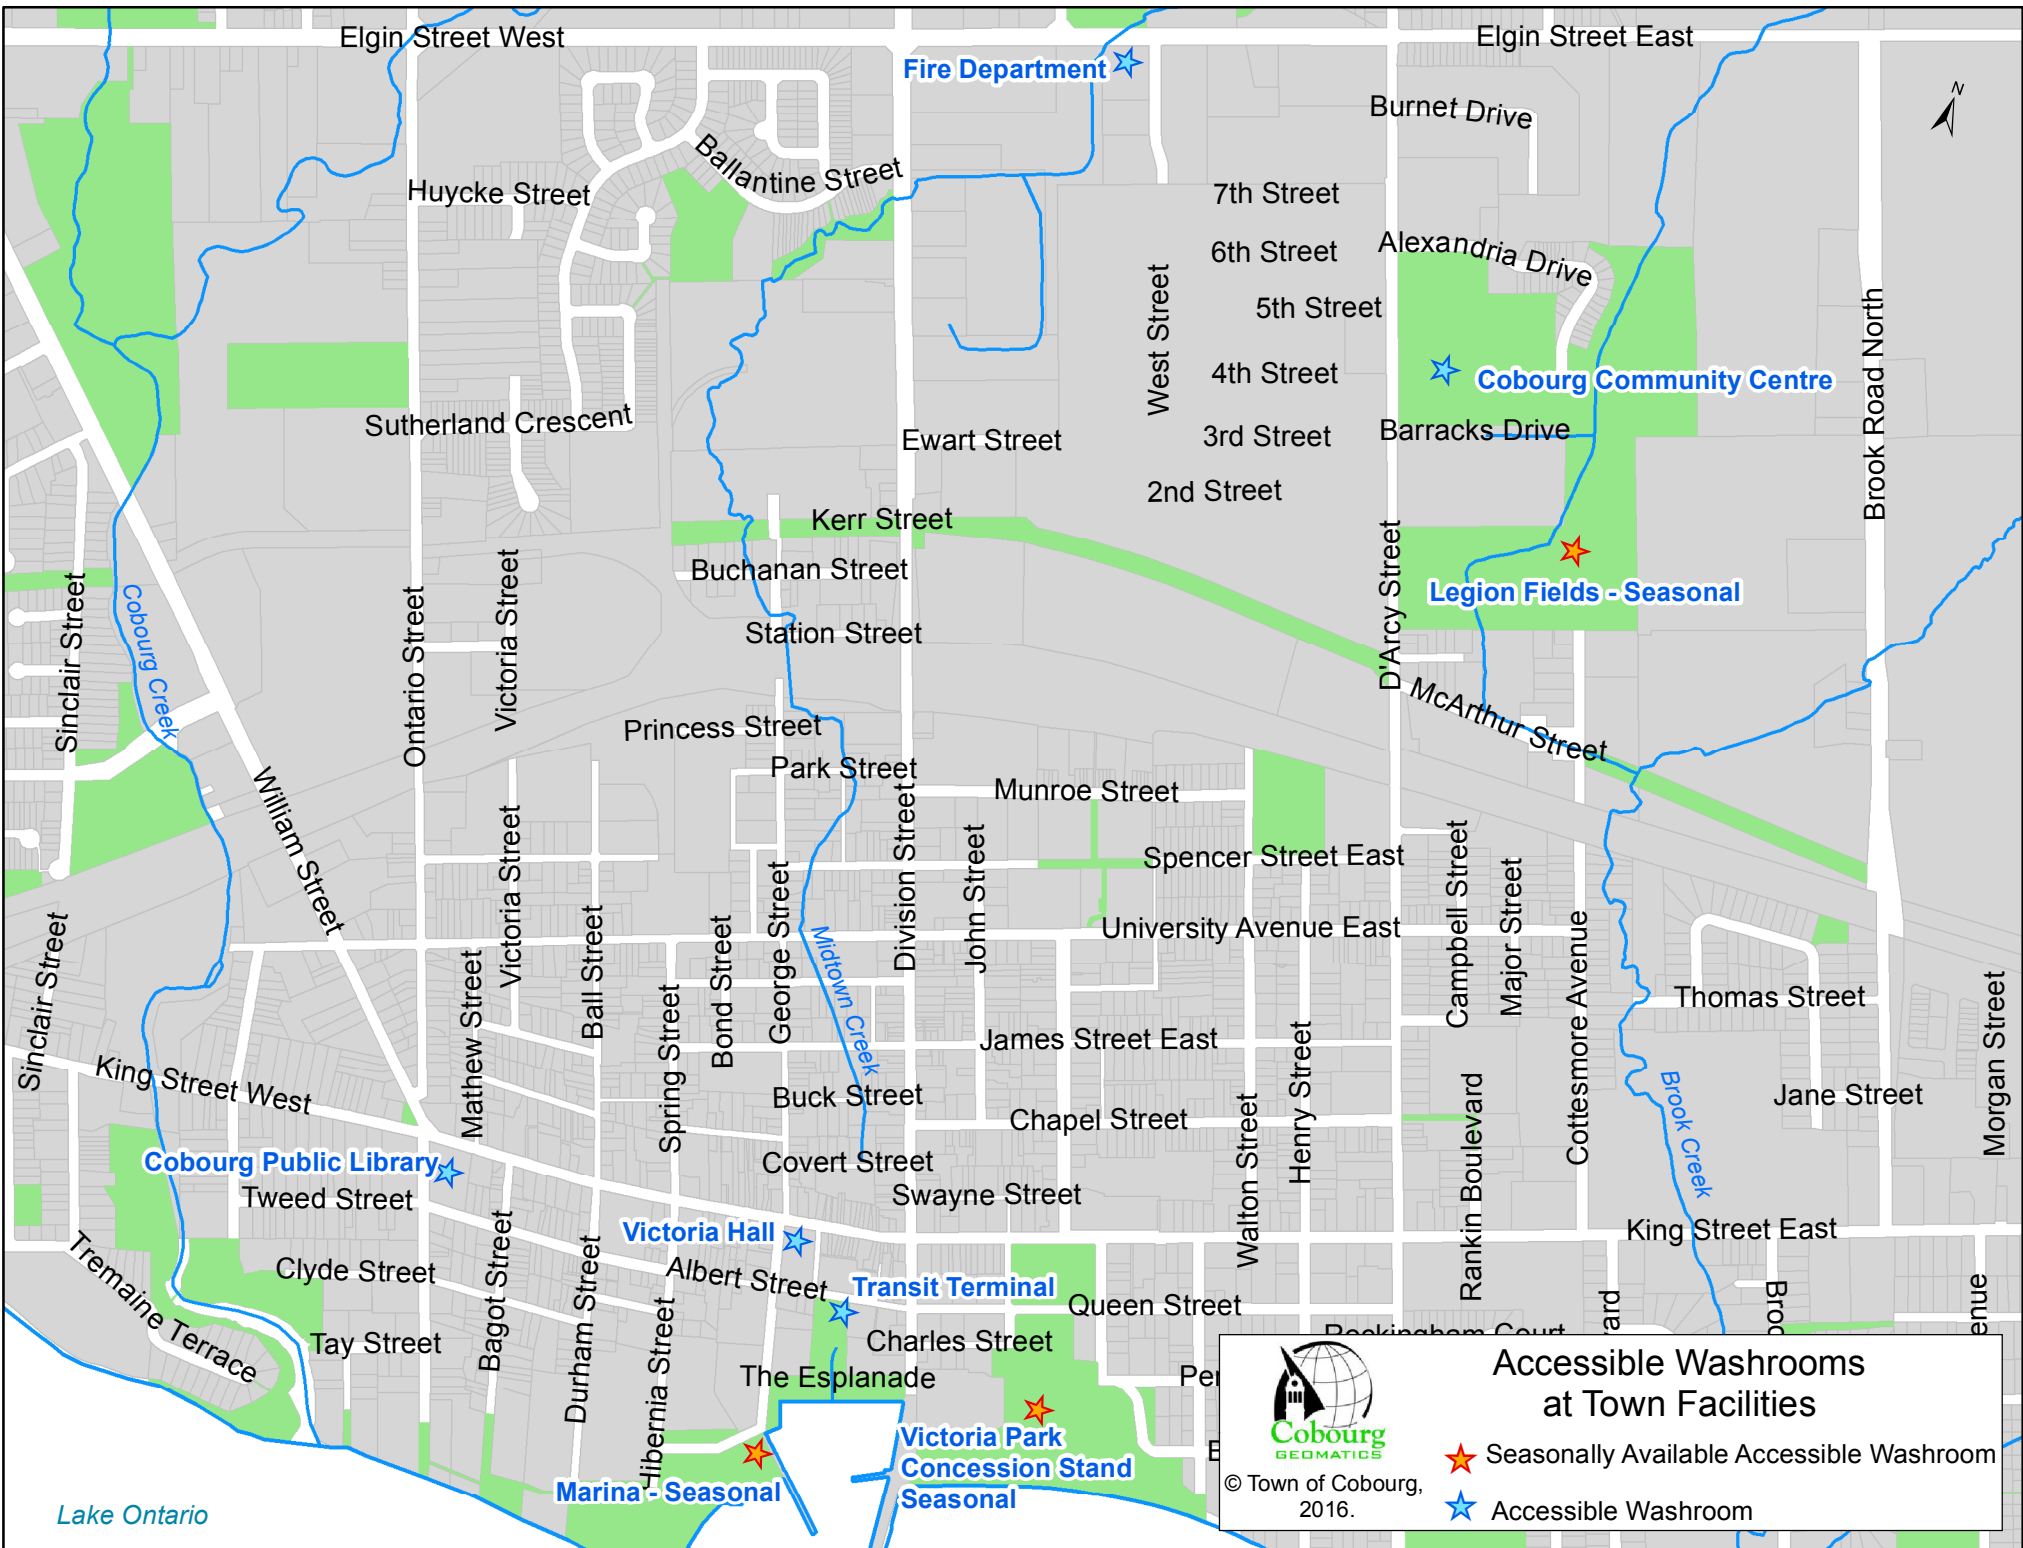 Elgin Street West
Elgin Street East
Fire Department
N
Burnet Drive
Ballantine Street
Huycke Street
7th Street
6th Street
Alexandria Drive
5th Street
West Street
4th Street
Cobourg Community Centre
Brook Road North
Sutherland Crescent
Ewart Street
3rd Street
Barracks Drive
2nd Street
Kerr Street
Buchanan Street
Victoria Street
D'Arcy Street
Legion Fields - Seasonal
Sinclair Street
Cobourg Creek
Ontario Street
Station Street
McArthur Street
Princess Street
Park Street
Munroe Street
William Street
Victoria Street
Division Street
John Street
Spencer Street East
Campbell Street
Major Street
University Avenue East
Sinclair Street
Mathew Street
Ball Street
Spring Street
Bond Street
George Street
Midtown Creek
Cottesmore Avenue
Thomas Street
Morgan Street
James Street East
Henry Street
King Street West
Buck Street
Chapel Street
Walton Street
Rankin Boulevard
Brook Creek
Jane Street
Cobourg Public Library
Covert Street
Tweed Street
Swayne Street
Victoria Hall
King Street East
Tremaine Terrace
Clyde Street
Bagot Street
Durham Street
Albert Street
Transit Terminal
Queen Street
Hibernia Street
Tay Street
Charles Street
The Esplanade
Rockingham Court
ard
Broo
enue
Per
E
Victoria Park
Concession Stand
Seasonal
Marina - Seasonal
Lake Ontario
Accessible Washrooms
at Town Facilities
Cobourg
GEOMATICS
© Town of Cobourg,
2016.
Seasonally Available Accessible Washroom
Accessible Washroom